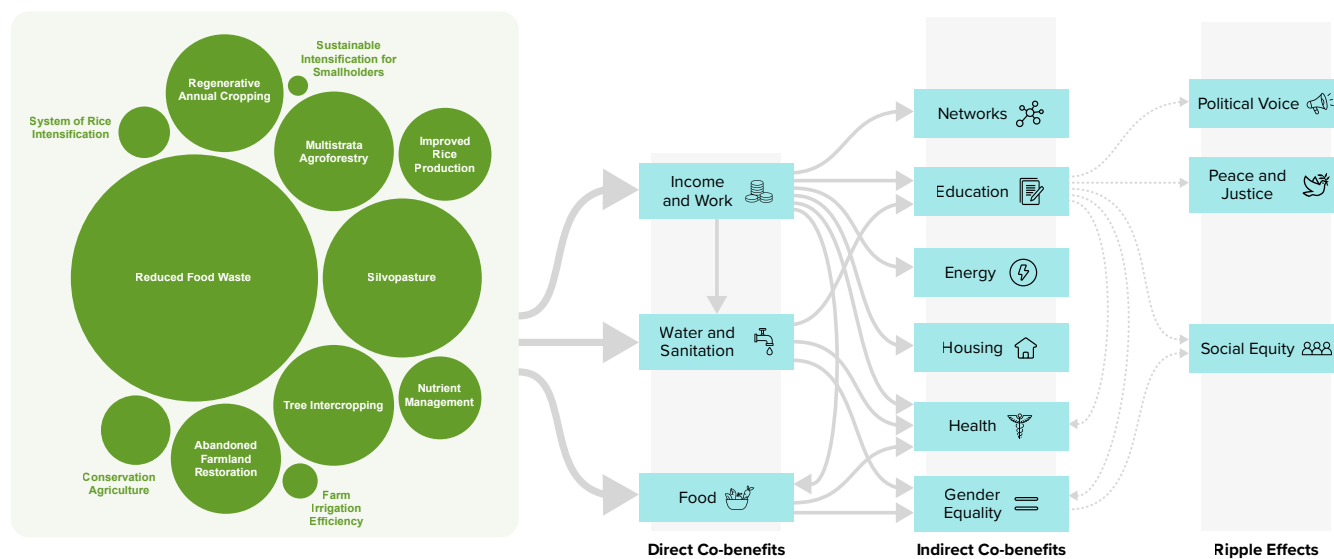 Sustainable
Intensification for
Smallholders
Regenerative
Annual Cropping
System of Rice
Intensification
Multistrata
Agroforestry
Improved
Rice
Production
Reduced Food Waste
Silvopasture
Tree Intercropping
Nutrient
Management
Abandoned
Farmland
Restoration
Conservation
Agriculture
Farm
Irrigation
Efficiency
Income
and Work
Water and
Sanitation
Food
Direct Co-benefits
Networks
Education
Energy
Housing
Health
Gender
Equality
Indirect Co-benefits
Political Voice
Peace and
Justice
Social Equity
Ripple Effects